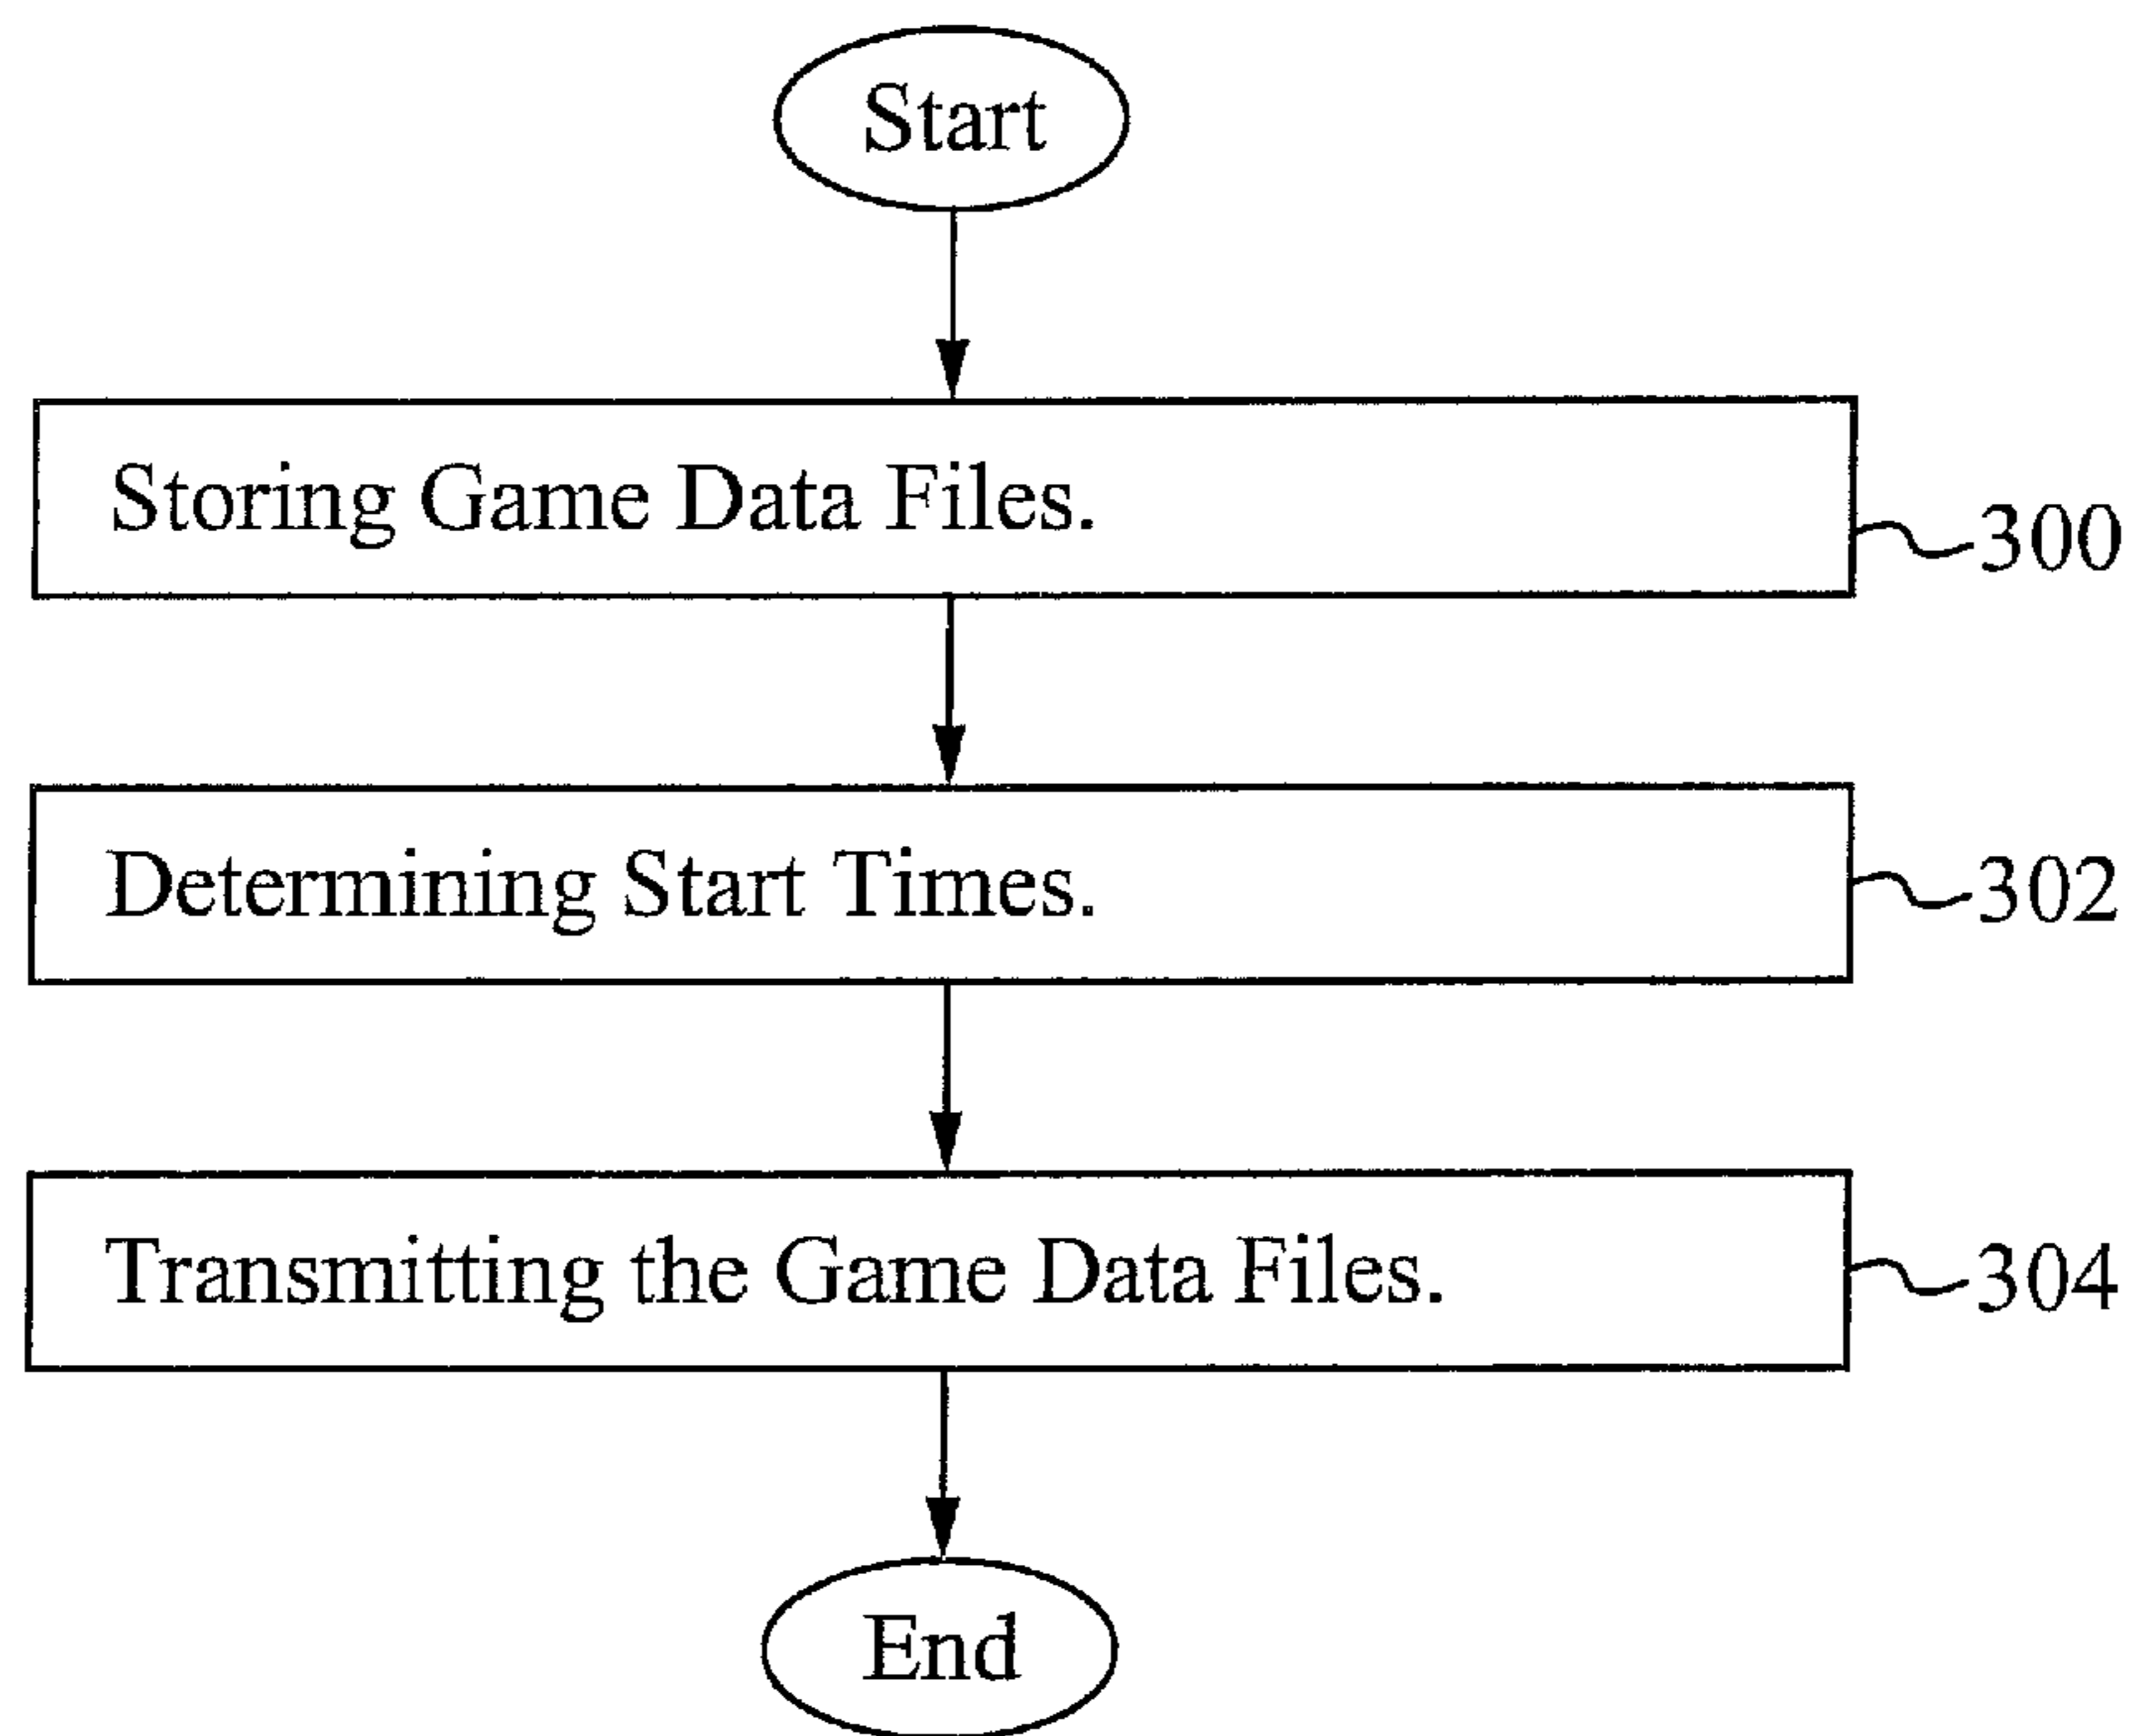 Start
Storing Game Data Files.
300
Determining Start Times.
302
Transmitting the Game Data Files.
304
End